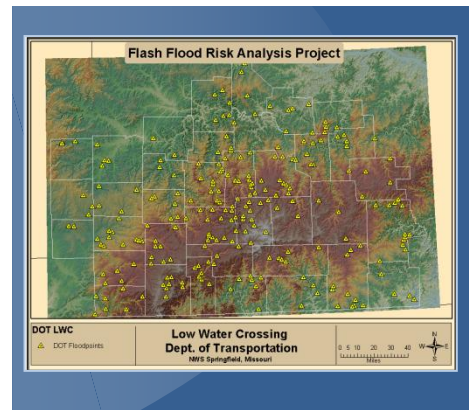 Flash Flood Risk Analysis Project
DOT LWC
DOT Floodpoints
Low Water Crossing
Dept. of Transportation
NWS Springfield, Missouri
0 5 10 20 30 40
Miles
N
W E
S